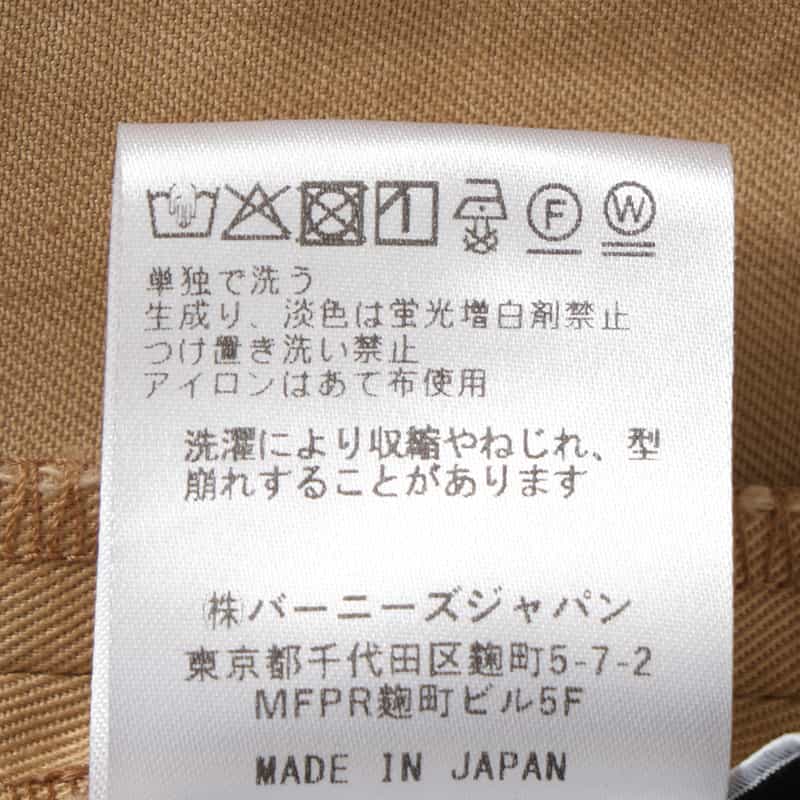 F W
単独で洗う
生成り、淡色は蛍光増白剤禁止
つけ置き洗い禁止
アイロンはあて布使用
洗濯により収縮やねじれ、型
崩れすることがあります
㈱バーニーズジャパン
東京都千代田区麹町5-7-2
MFPR麹町ビル5F
MADE IN JAPAN